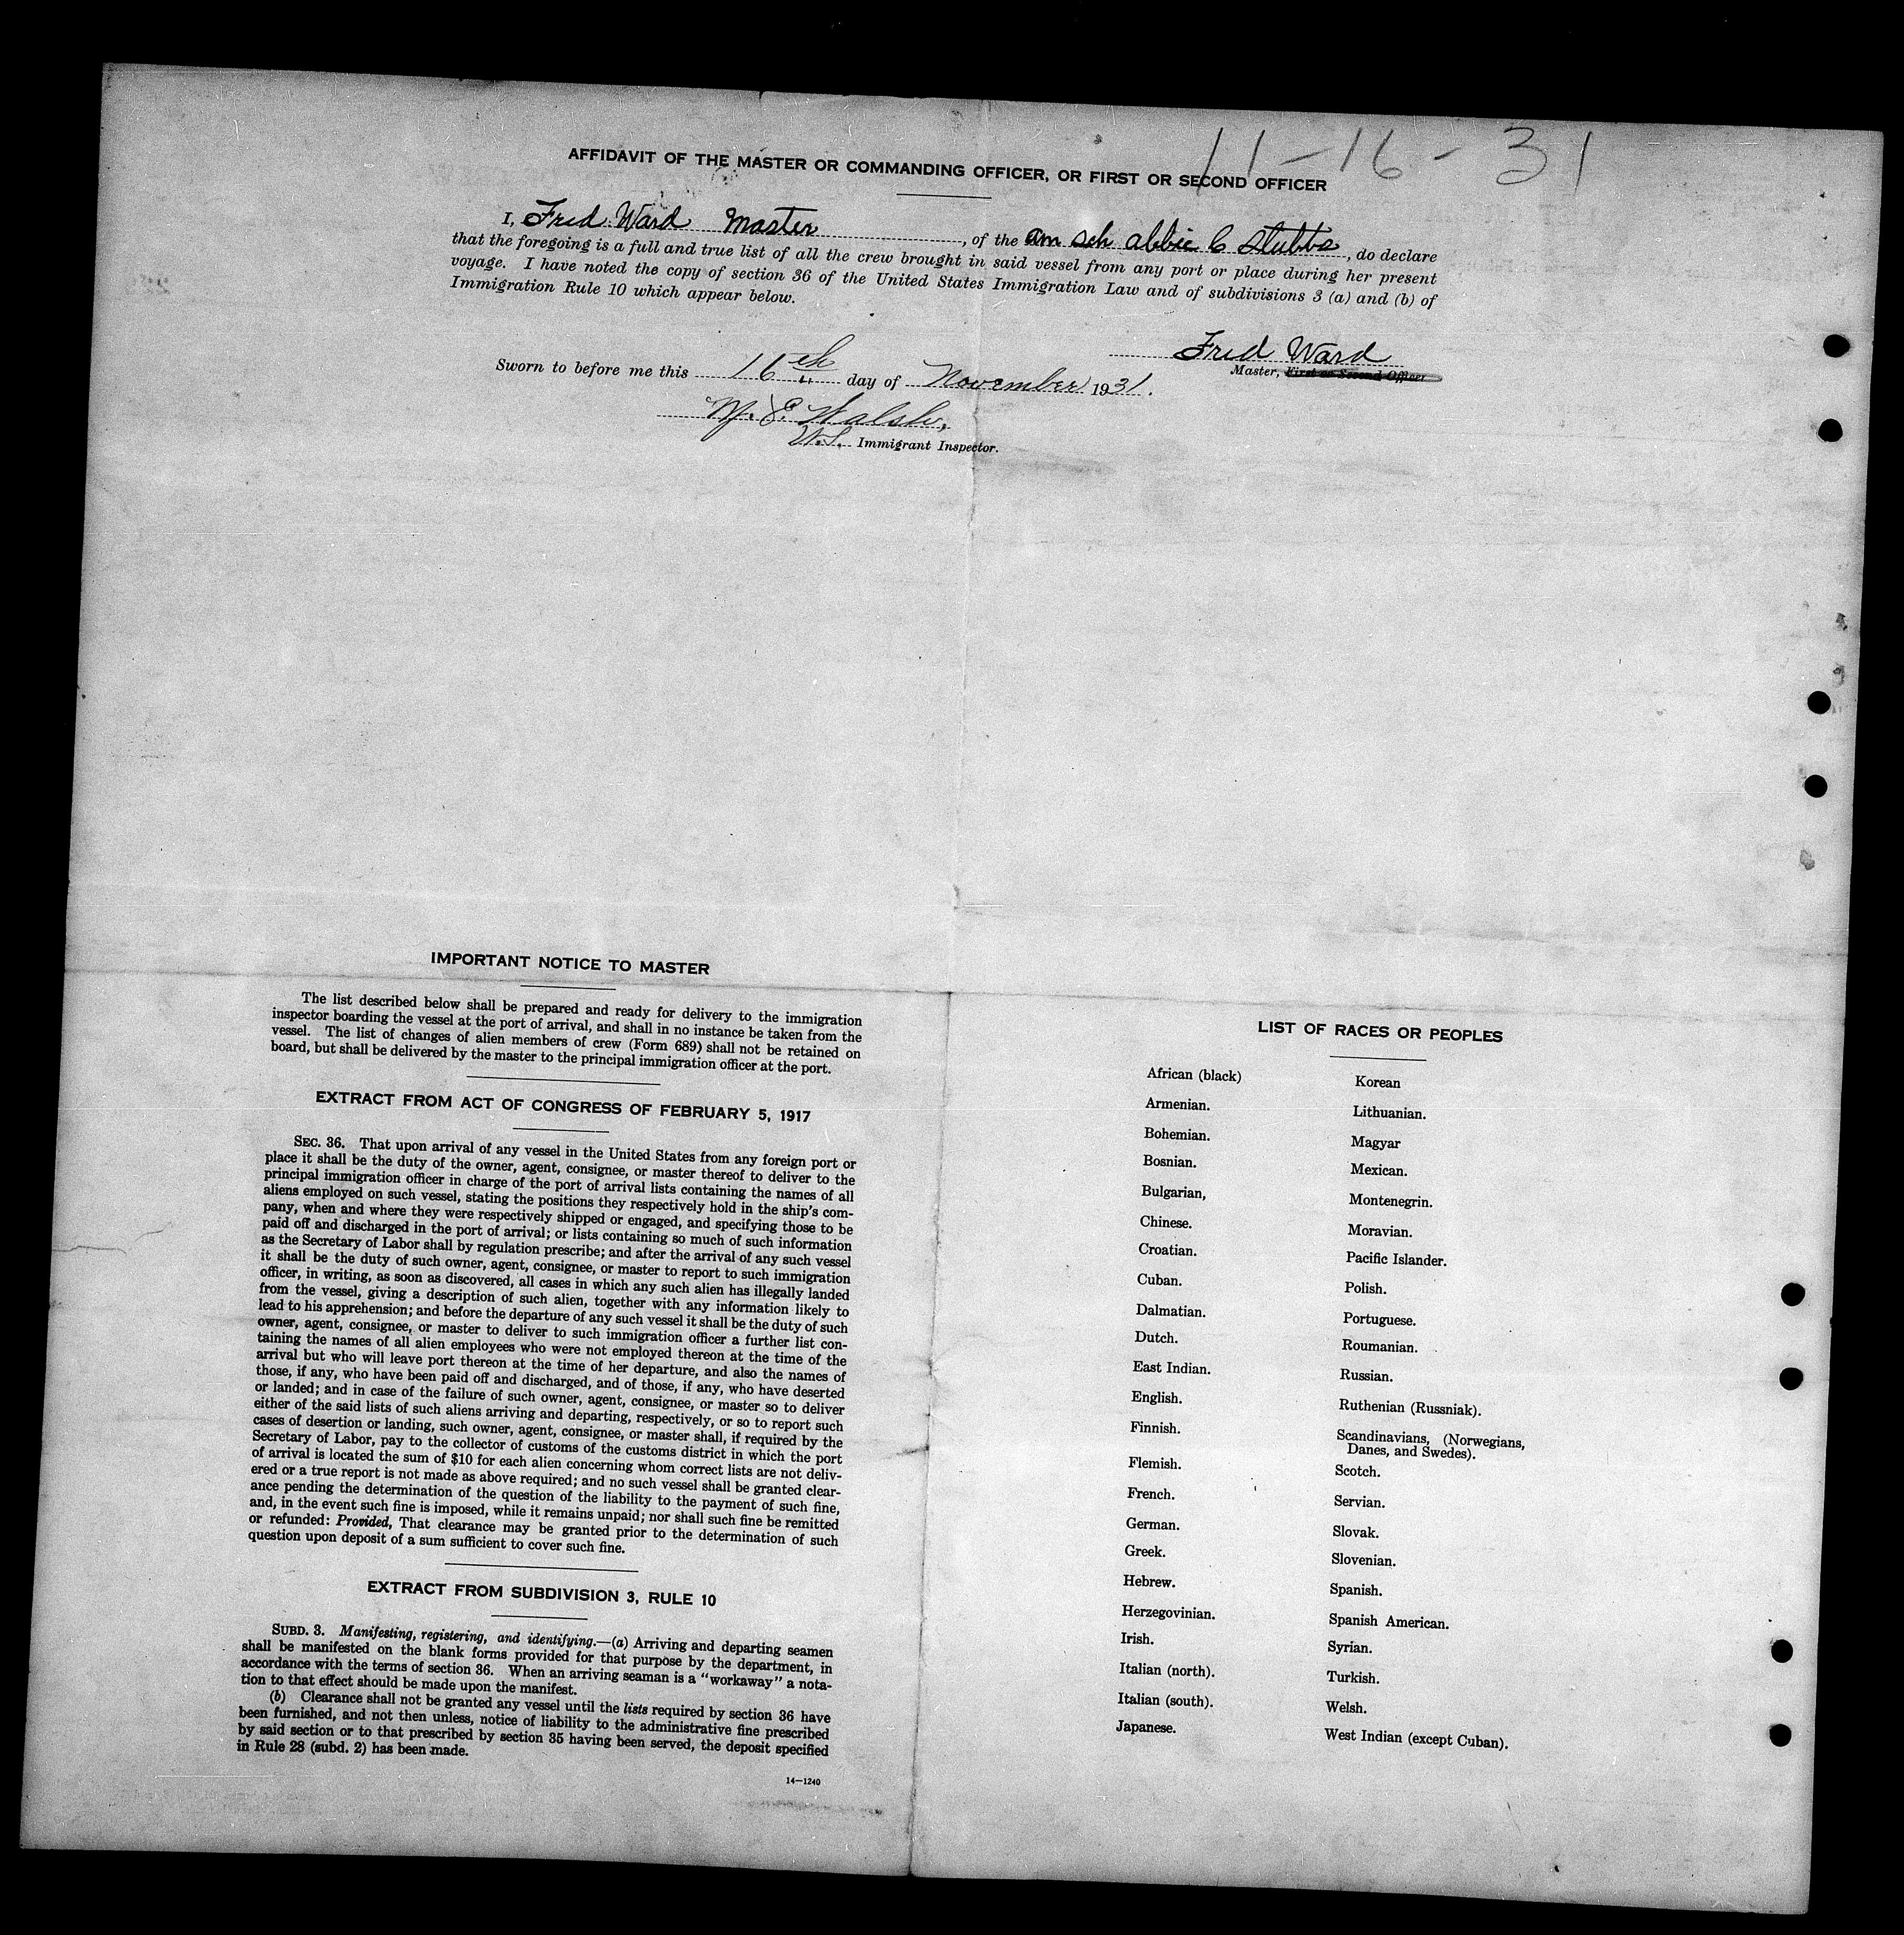 11-16-31
AFFIDAVIT OF THE MASTER OR COMMANDING OFFICER, OR FIRST OR SECOND OFFICER
I, Fred Ward Master, of the Am sch Abbie C Stubbs, do declare
that the foregoing is a full and true list of all the crew brought in said vessel from any port or place during her present
voyage. I have noted the copy of section 36 of the United States Immigration Law and of subdivisions 3 (a) and (b) of
Immigration Rule 10 which appear below.
Fred Ward
Master, First or Second Officer
Sworn to before me this 16th day of November 1931.
M. E. Walsh,
U.S. Immigrant Inspector.
IMPORTANT NOTICE TO MASTER
The list described below shall be prepared and ready for delivery to the immigration
inspector boarding the vessel at the port of arrival, and shall in no instance be taken from the
vessel. The list of changes of alien members of crew (Form 689) shall not be retained on
board, but shall be delivered by the master to the principal immigration officer at the port.
EXTRACT FROM ACT OF CONGRESS OF FEBRUARY 5, 1917
SEC. 36. That upon arrival of any vessel in the United States from any foreign port or
place it shall be the duty of the owner, agent, consignee, or master thereof to deliver to the
principal immigration officer in charge of the port of arrival lists containing the names of all
aliens employed on such vessel, stating the positions they respectively hold in the ship's com-
pany, when and where they were respectively shipped or engaged, and specifying those to be
paid off and discharged in the port of arrival; or lists containing so much of such information
as the Secretary of Labor shall by regulation prescribe; and after the arrival of any such vessel
it shall be the duty of such owner, agent, consignee, or master to report to such immigration
officer, in writing, as soon as discovered, all cases in which any such alien has illegally landed
from the vessel, giving a description of such alien, together with any information likely to
lead to his apprehension; and before the departure of any such vessel it shall be the duty of such
owner, agent, consignee, or master to deliver to such immigration officer a further list con-
taining the names of all alien employees who were not employed thereon at the time of the
arrival but who will leave port thereon at the time of her departure, and also the names of
those, if any, who have been paid off and discharged, and of those, if any, who have deserted
or landed; and in case of the failure of such owner, agent, consignee, or master so to deliver
either of the said lists of such aliens arriving and departing, respectively, or so to report such
cases of desertion or landing, such owner, agent, consignee, or master shall, if required by the
Secretary of Labor, pay to the collector of customs of the customs district in which the port
of arrival is located the sum of $10 for each alien concerning whom correct lists are not deliv-
ered or a true report is not made as above required; and no such vessel shall be granted clear-
ance pending the determination of the question of the liability to the payment of such fine,
and, in the event such fine is imposed, while it remains unpaid; nor shall such fine be remitted
or refunded: Provided, That clearance may be granted prior to the determination of such
question upon deposit of a sum sufficient to cover such fine.
EXTRACT FROM SUBDIVISION 3, RULE 10
SUBD. 3. Manifesting, registering, and identifying.—(a) Arriving and departing seamen
shall be manifested on the blank forms provided for that purpose by the department, in
accordance with the terms of section 36. When an arriving seaman is a "workaway" a nota-
tion to that effect should be made upon the manifest.
(b) Clearance shall not be granted any vessel until the lists required by section 36 have
been furnished, and not then unless, notice of liability to the administrative fine prescribed
by said section or to that prescribed by section 35 having been served, the deposit specified
in Rule 28 (subd. 2) has been made.
14—1240
LIST OF RACES OR PEOPLES
African (black)
Armenian.
Bohemian.
Bosnian.
Bulgarian,
Chinese.
Croatian.
Cuban.
Dalmatian.
Dutch.
East Indian.
English.
Finnish.
Flemish.
French.
German.
Greek.
Hebrew.
Herzegovinian.
Irish.
Italian (north).
Italian (south).
Japanese.
Korean
Lithuanian.
Magyar
Mexican.
Montenegrin.
Moravian.
Pacific Islander.
Polish.
Portuguese.
Roumanian.
Russian.
Ruthenian (Russniak).
Scandinavians, (Norwegians,
Danes, and Swedes).
Scotch.
Servian.
Slovak.
Slovenian.
Spanish.
Spanish American.
Syrian.
Turkish.
Welsh.
West Indian (except Cuban).